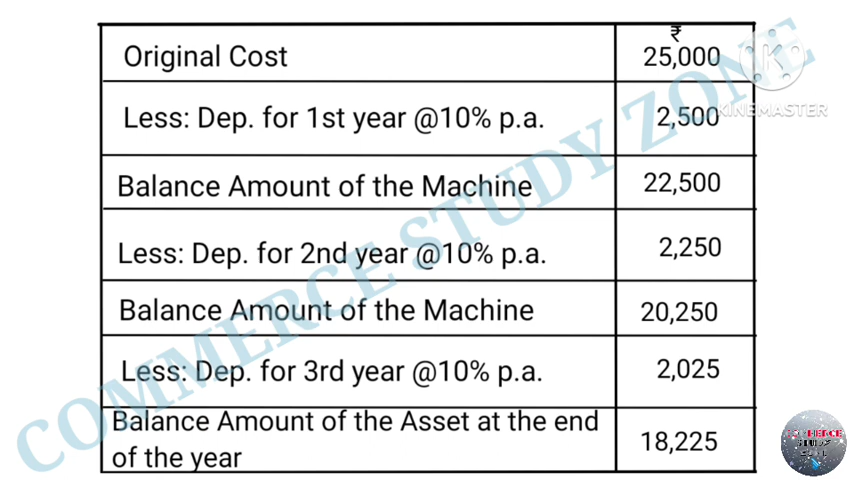 ₹
Original Cost 25,000
KINEMASTER
Less: Dep. for 1st year @10% p.a. 2,500
Balance Amount of the Machine 22,500
Less: Dep. for 2nd year @10% p.a. 2,250
Balance Amount of the Machine 20,250
Less: Dep. for 3rd year @10% p.a. 2,025
Balance Amount of the Asset at the end
of the year 18,225
COMMERCE STUDY ZONE